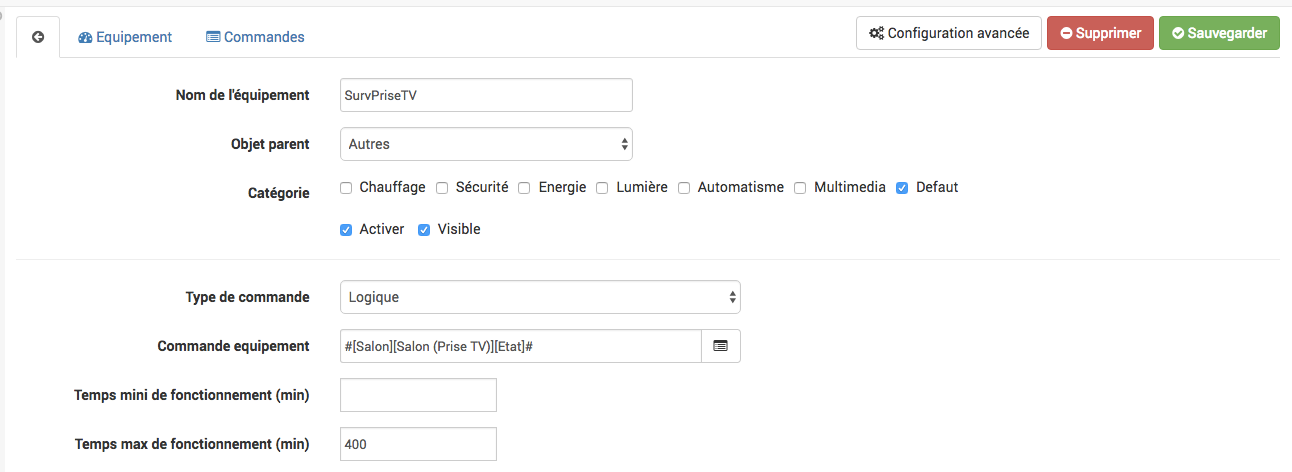 Equipement Commandes Configuration avancée Supprimer Sauvegarder
Nom de l'équipement SurvPriseTV
Objet parent Autres
Catégorie Chauffage Sécurité Energie Lumière Automatisme Multimedia Defaut
Activer Visible
Type de commande Logique
Commande equipement #[Salon][Salon (Prise TV)][Etat]#
Temps mini de fonctionnement (min)
Temps max de fonctionnement (min) 400